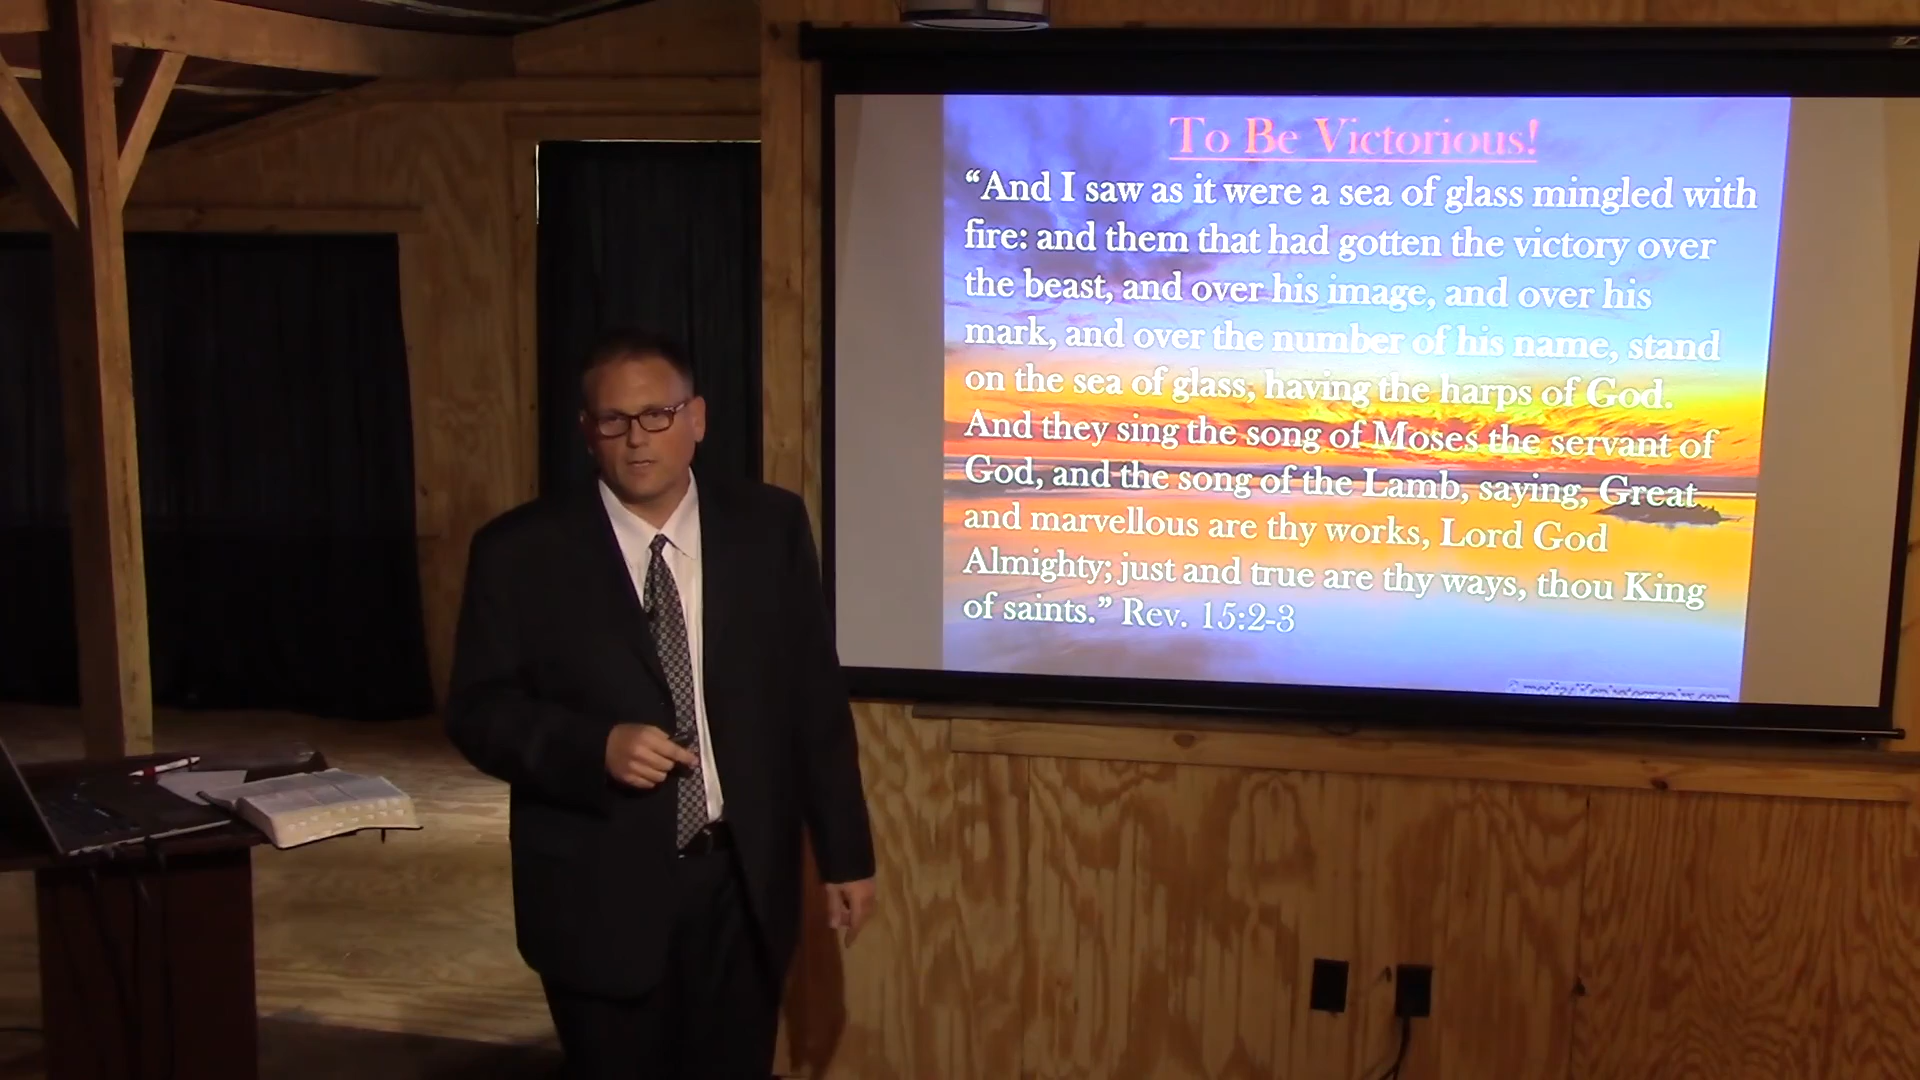 To Be Victorious!
“And I saw as it were a sea of glass mingled with
fire: and them that had gotten the victory over
the beast, and over his image, and over his
mark, and over the number of his name, stand
on the sea of glass, having the harps of God.
And they sing the song of Moses the servant of
God, and the song of the Lamb, saying, Great
and marvellous are thy works, Lord God
Almighty; just and true are thy ways, thou King
of saints.” Rev. 15:2-3